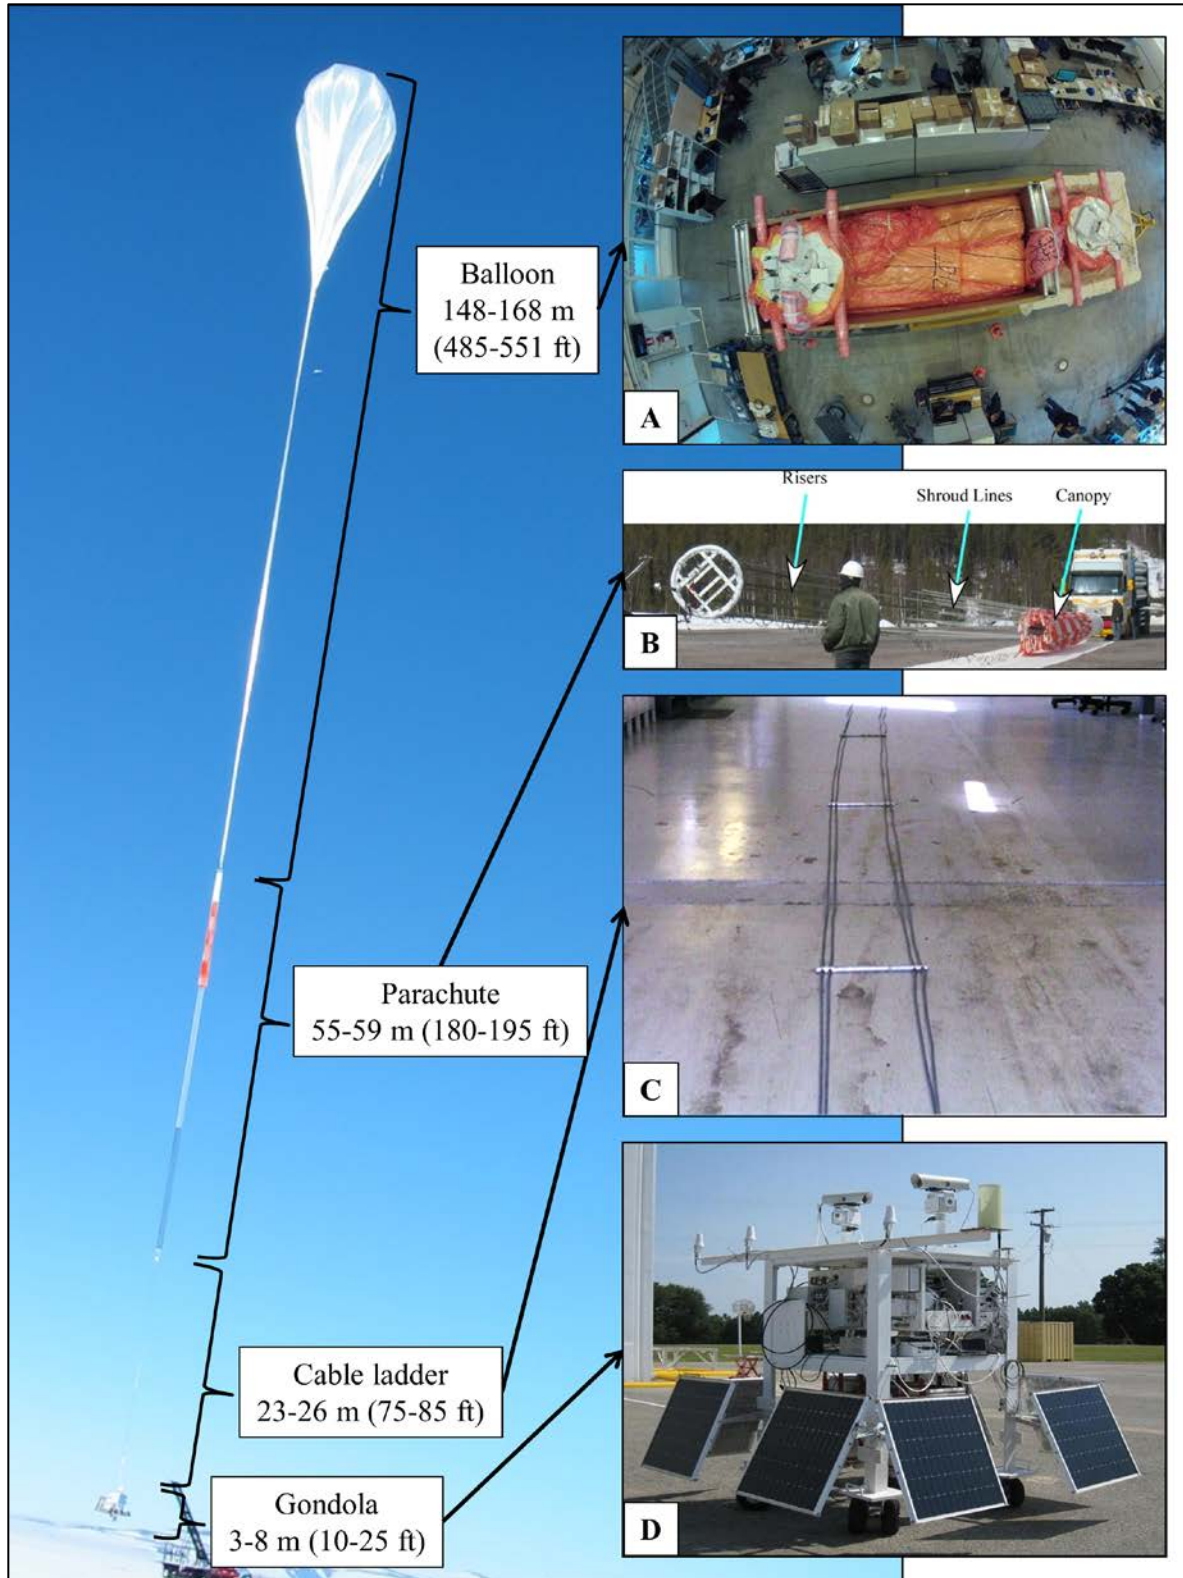 Balloon
148-168 m
(485-551 ft)
A
Risers
Shroud Lines
Canopy
B
Parachute
55-59 m (180-195 ft)
C
Cable ladder
23-26 m (75-85 ft)
Gondola
3-8 m (10-25 ft)
D